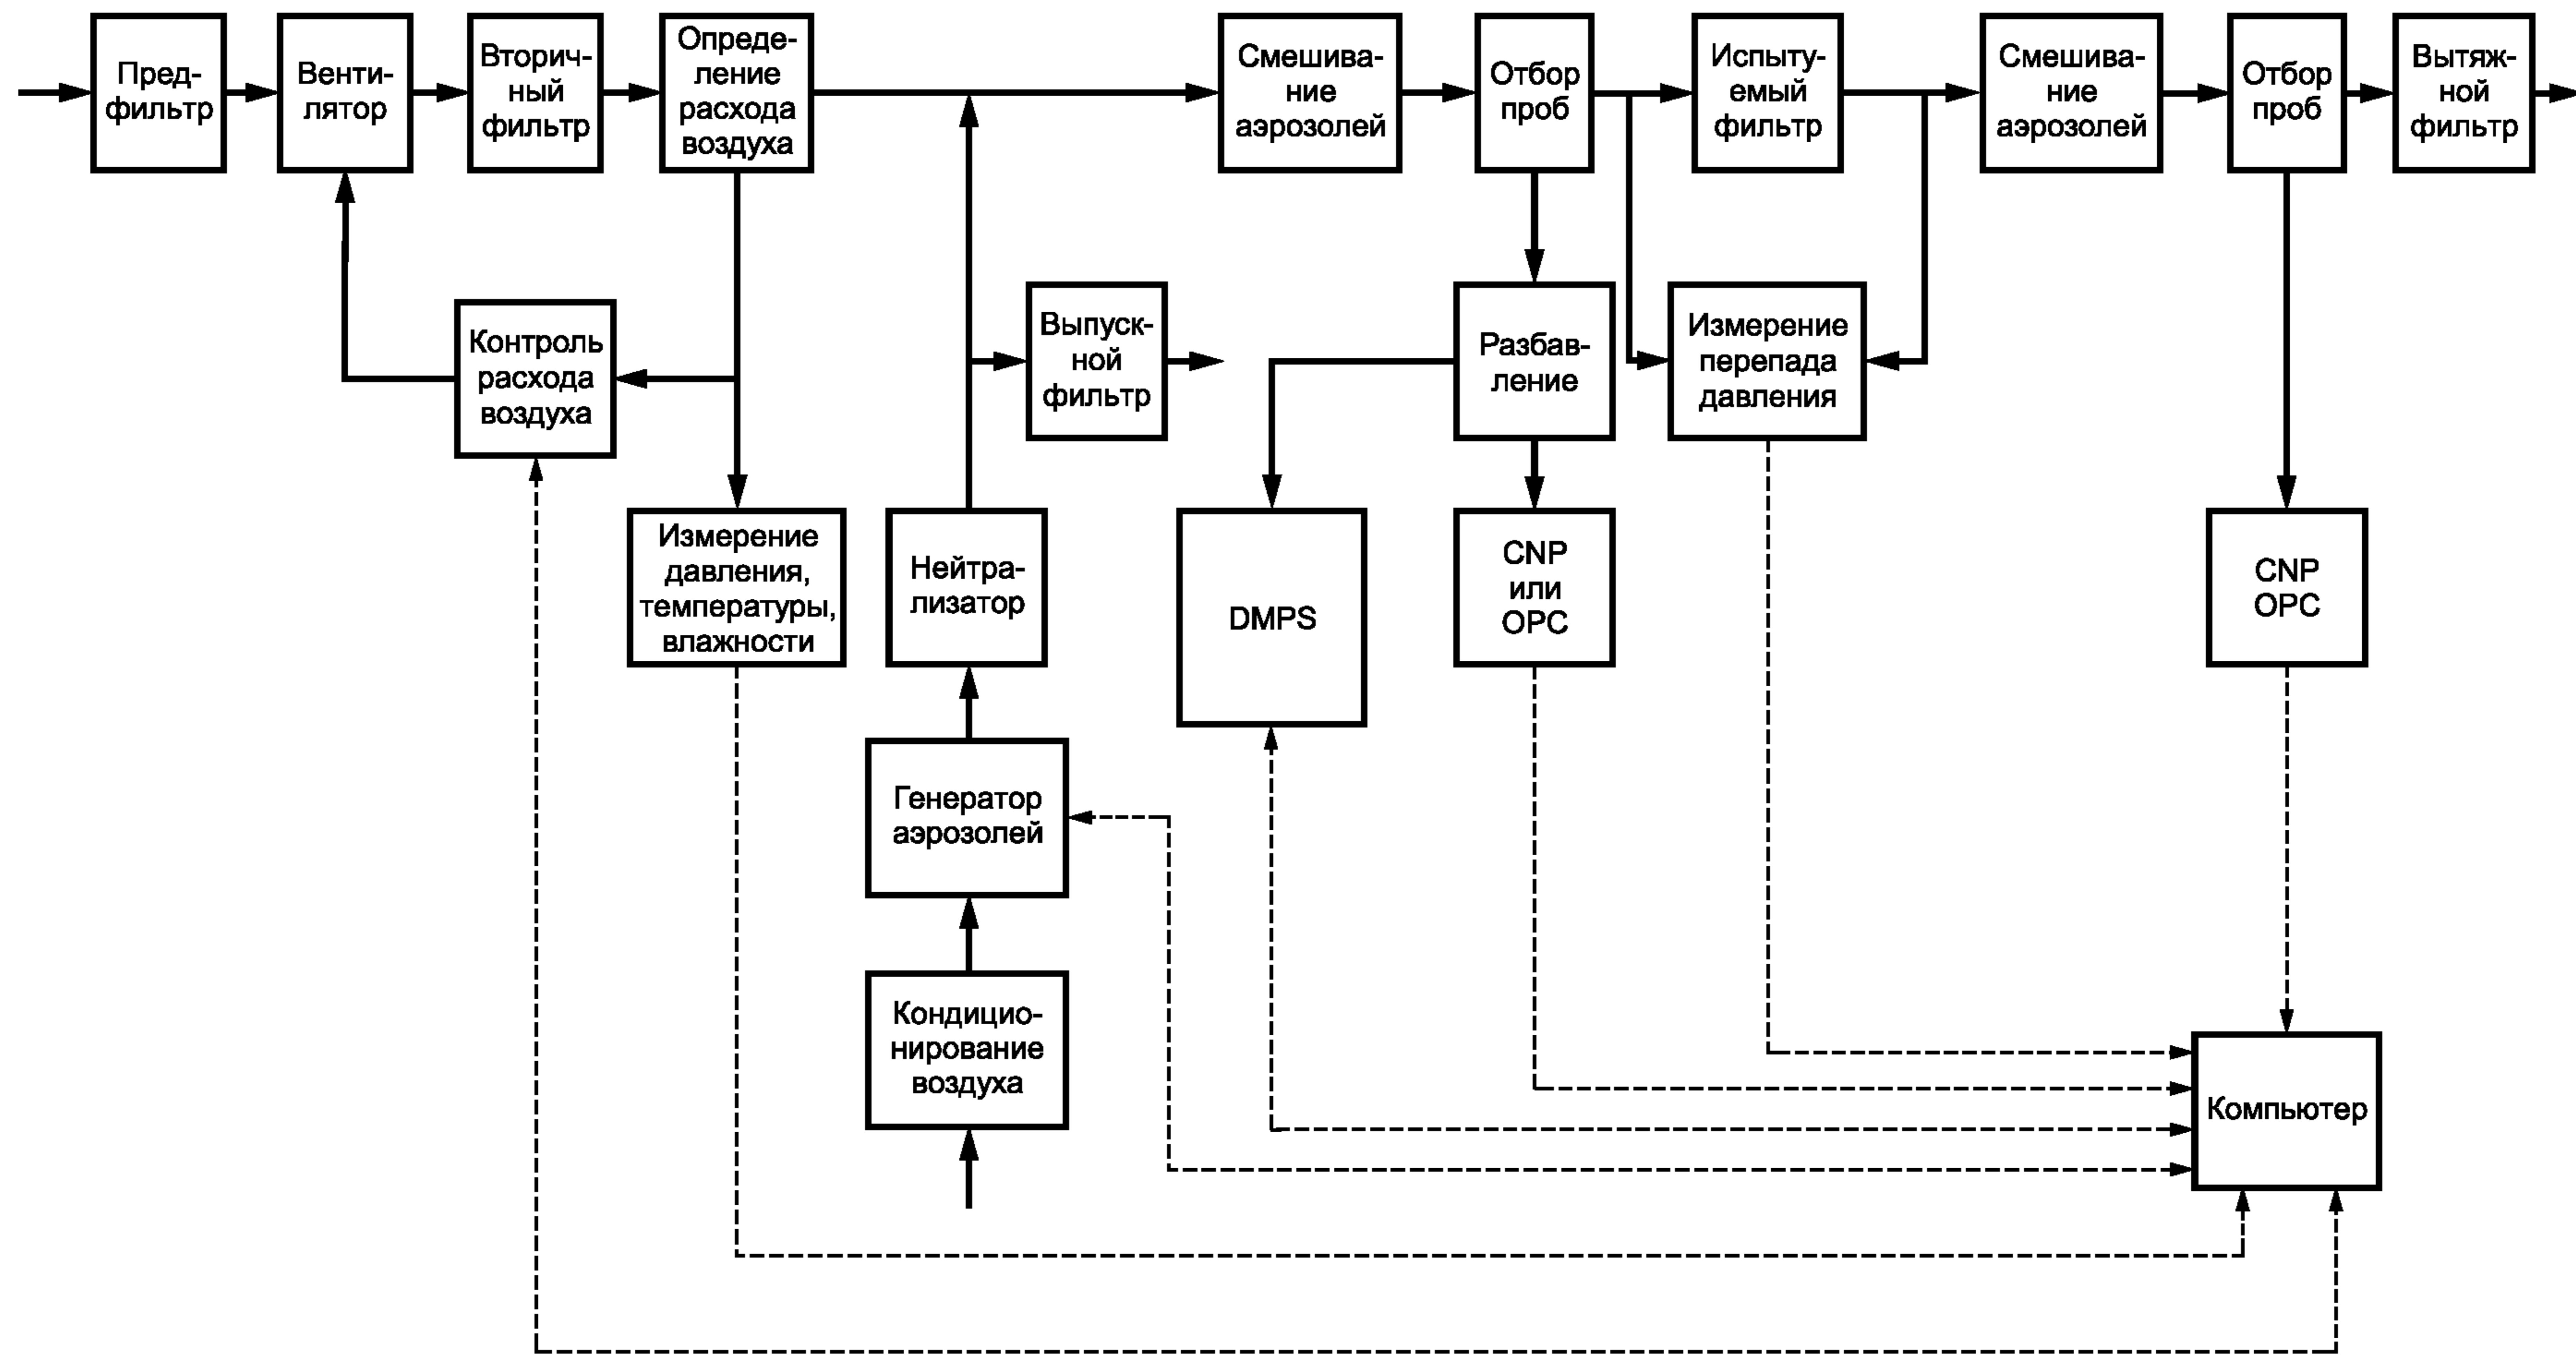 Пред-
фильтр
Венти-
лятор
Вторич-
ный
фильтр
Опреде-
ление
расхода
воздуха
Смешива-
ние
аэрозолей
Отбор
проб
Испыту-
емый
фильтр
Смешива-
ние
аэрозолей
Отбор
проб
Вытяж-
ной
фильтр
Контроль
расхода
воздуха
Выпуск-
ной
фильтр
Разбав-
ление
Измерение
перепада
давления
Измерение
давления,
температуры,
влажности
Нейтра-
лизатор
DMPS
CNP
или
OPC
CNP
OPC
Генератор
аэрозолей
Кондицио-
нирование
воздуха
Компьютер